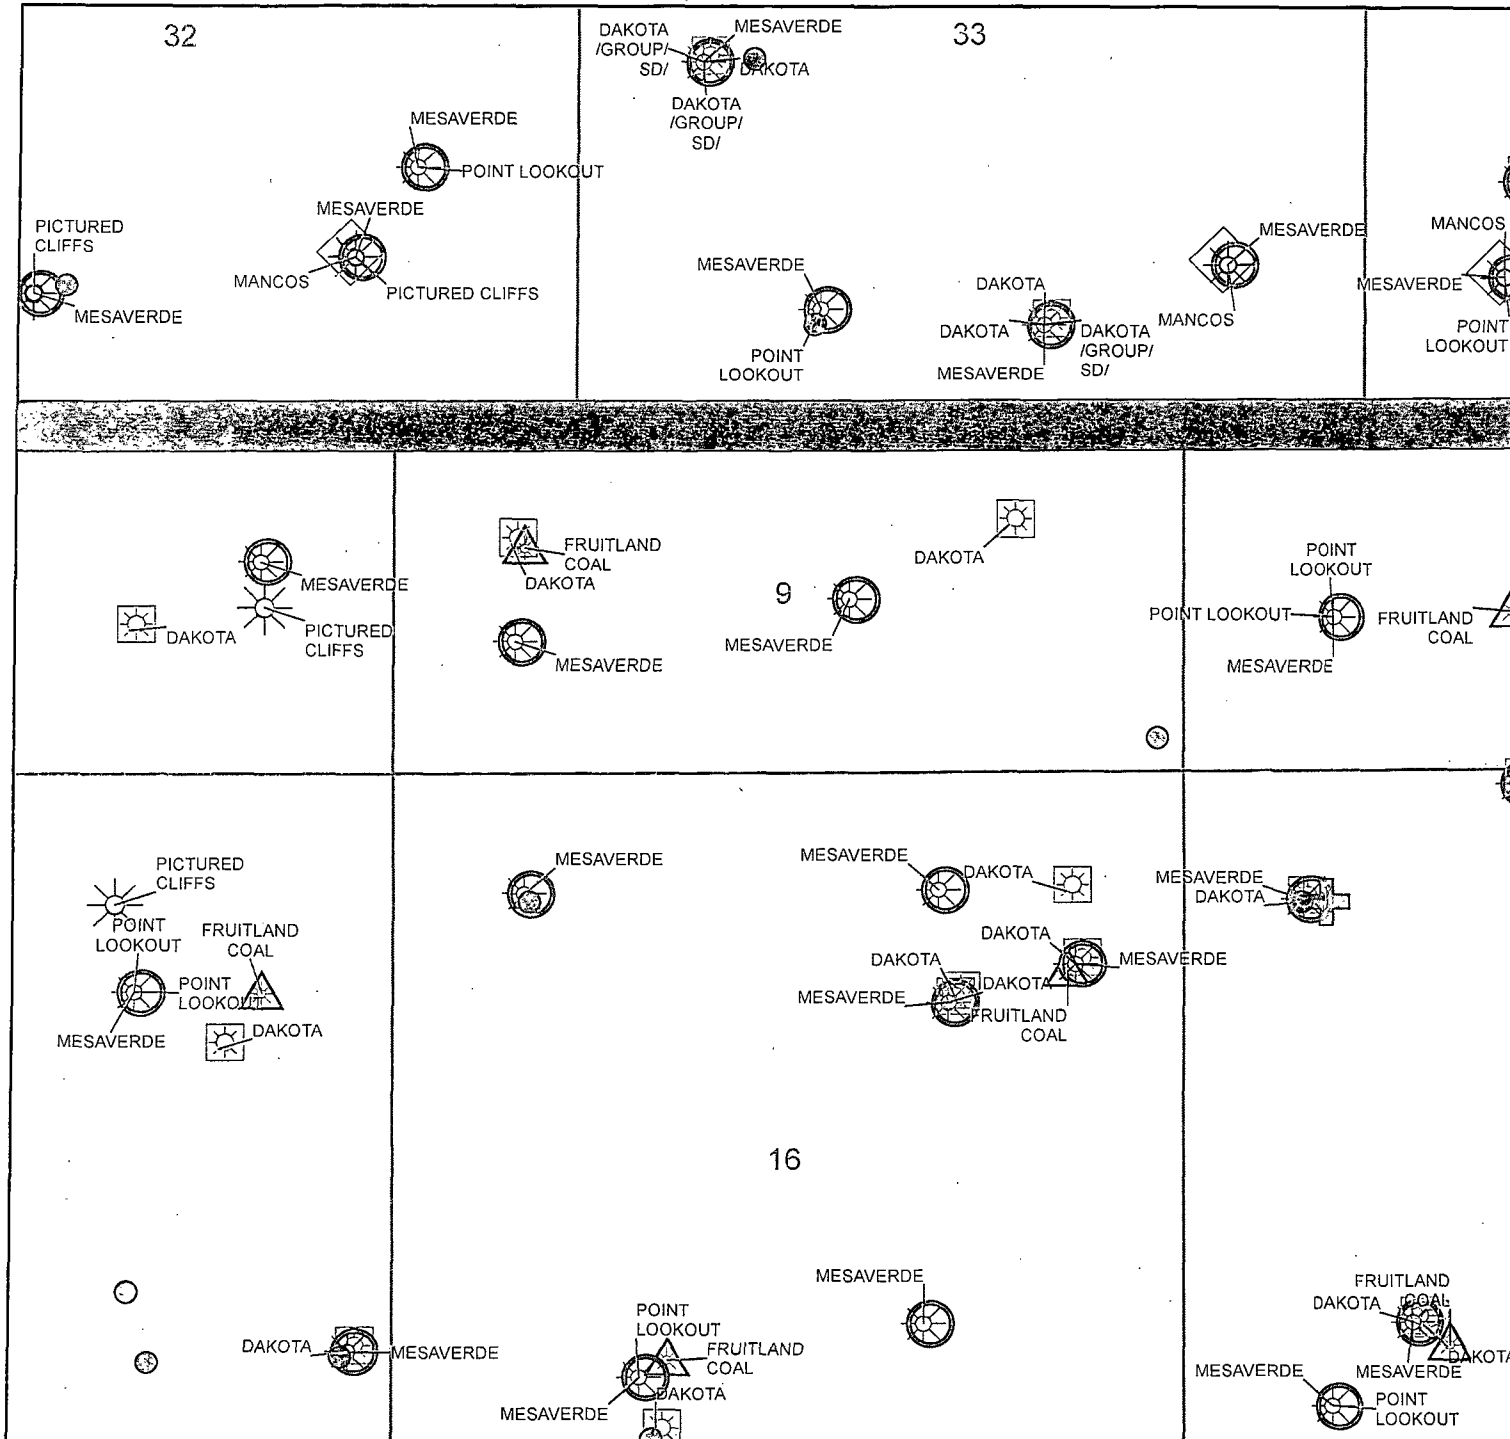 32
33
DAKOTA
/GROUP/
SD/
MESAVERDE
DAKOTA
DAKOTA
/GROUP/
SD/
MESAVERDE
POINT LOOKOUT
MESAVERDE
MANCOS
PICTURED CLIFFS
PICTURED
CLIFFS
MESAVERDE
MESAVERDE
POINT
LOOKOUT
DAKOTA
DAKOTA
DAKOTA
/GROUP/
SD/
MESAVERDE
MESAVERDE
MANCOS
MANCOS
MESAVERDE
POINT
LOOKOUT
MESAVERDE
DAKOTA
PICTURED
CLIFFS
FRUITLAND
COAL
DAKOTA
MESAVERDE
9
DAKOTA
MESAVERDE
POINT
LOOKOUT
POINT LOOKOUT
MESAVERDE
FRUITLAND
COAL
PICTURED
CLIFFS
POINT
LOOKOUT
FRUITLAND
COAL
POINT
LOOKOUT
MESAVERDE
DAKOTA
MESAVERDE
MESAVERDE
DAKOTA
DAKOTA
MESAVERDE
DAKOTA
DAKOTA
MESAVERDE
FRUITLAND
COAL
MESAVERDE
DAKOTA
16
DAKOTA
MESAVERDE
POINT
LOOKOUT
FRUITLAND
COAL
DAKOTA
MESAVERDE
MESAVERDE
FRUITLAND
COAL
DAKOTA
DAKOTA
MESAVERDE
MESAVERDE
POINT
LOOKOUT